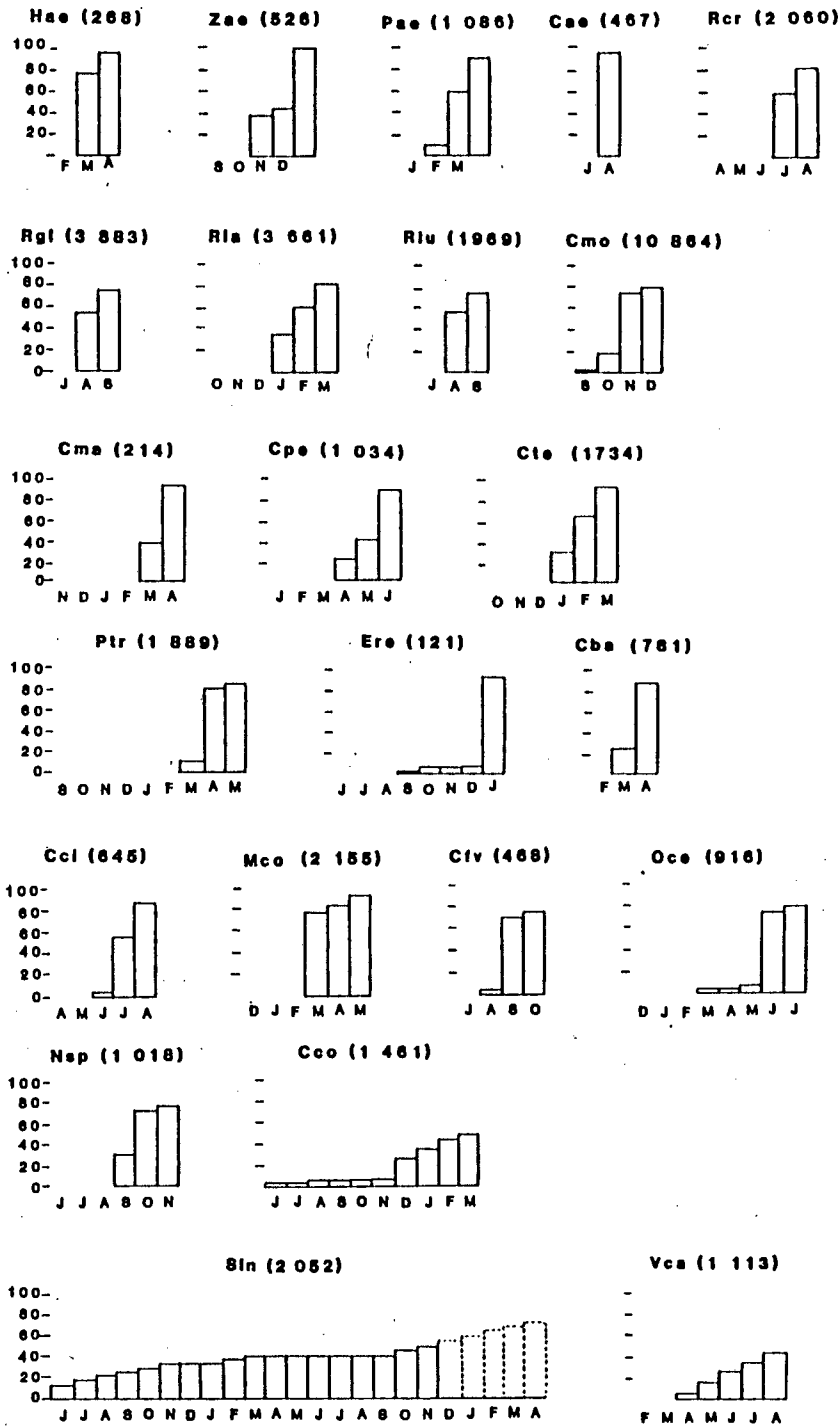 Hae (268) Zae (526) Pae (1 086) Cae (467) Rcr (2 060)
100-
80-
60-
40-
20-
F M A S O N D J F M J A A M J J A
Rgl (3 883) Rla (3 661) Rlu (1969) Cmo (10 864)
100-
80-
60-
40-
20-
0-
J A S O N D J F M J A S S O N D
Cma (214) Cpe (1 034) Cte (1734)
100-
80-
60-
40-
20-
0-
N D J F M A J F M A M J O N D J F M
Ptr (1 889) Ere (121) Cba (761)
100-
80-
60-
40-
20-
0-
S O N D J F M A M J J A S O N D J F M A
Ccl (645) Mco (2 155) Cfv (468) Oce (916)
100-
80-
60-
40-
20-
0-
A M J J A D J F M A M J A S O D J F M A M J J
Nsp (1 018) Cco (1 461)
100-
80-
60-
40-
20-
0-
J J A S O N J J A S O N D J F M
Sln (2 052) Vca (1 113)
100-
80-
60-
40-
20-
0-
J J A S O N D J F M A M J J A S O N D J F M A F M A M J J A